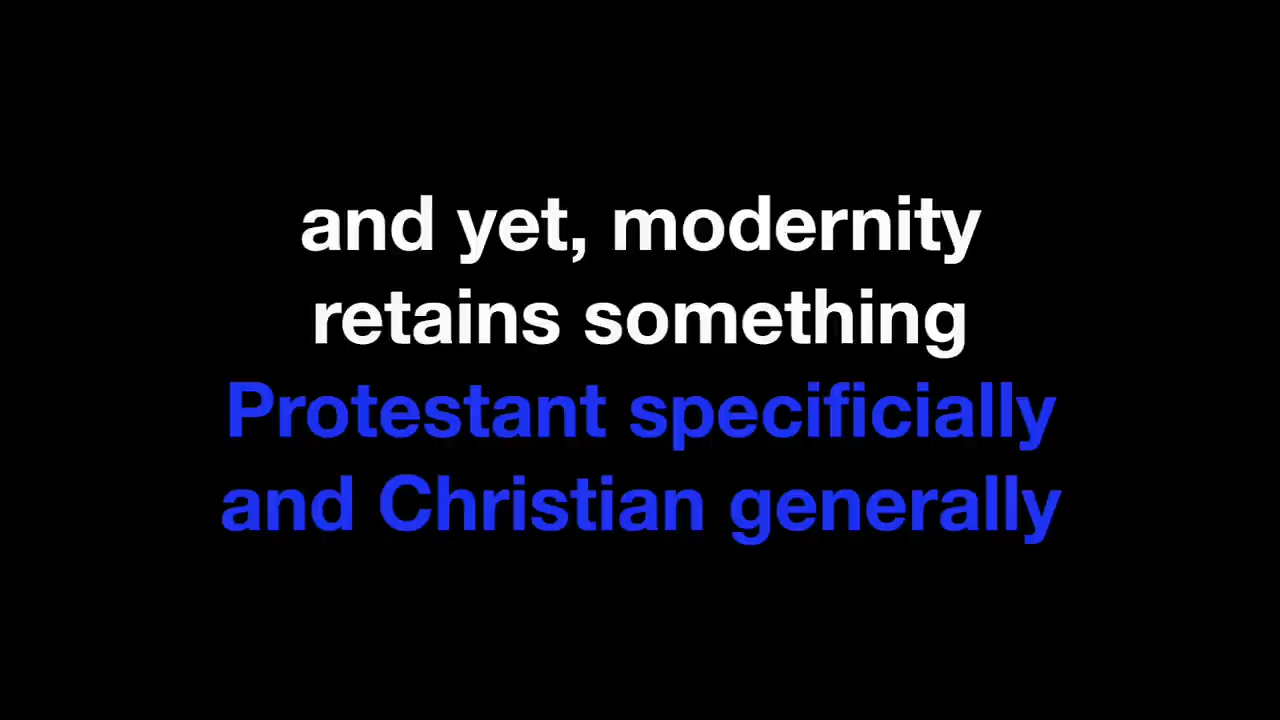 and yet, modernity
retains something
Protestant specificially
and Christian generally